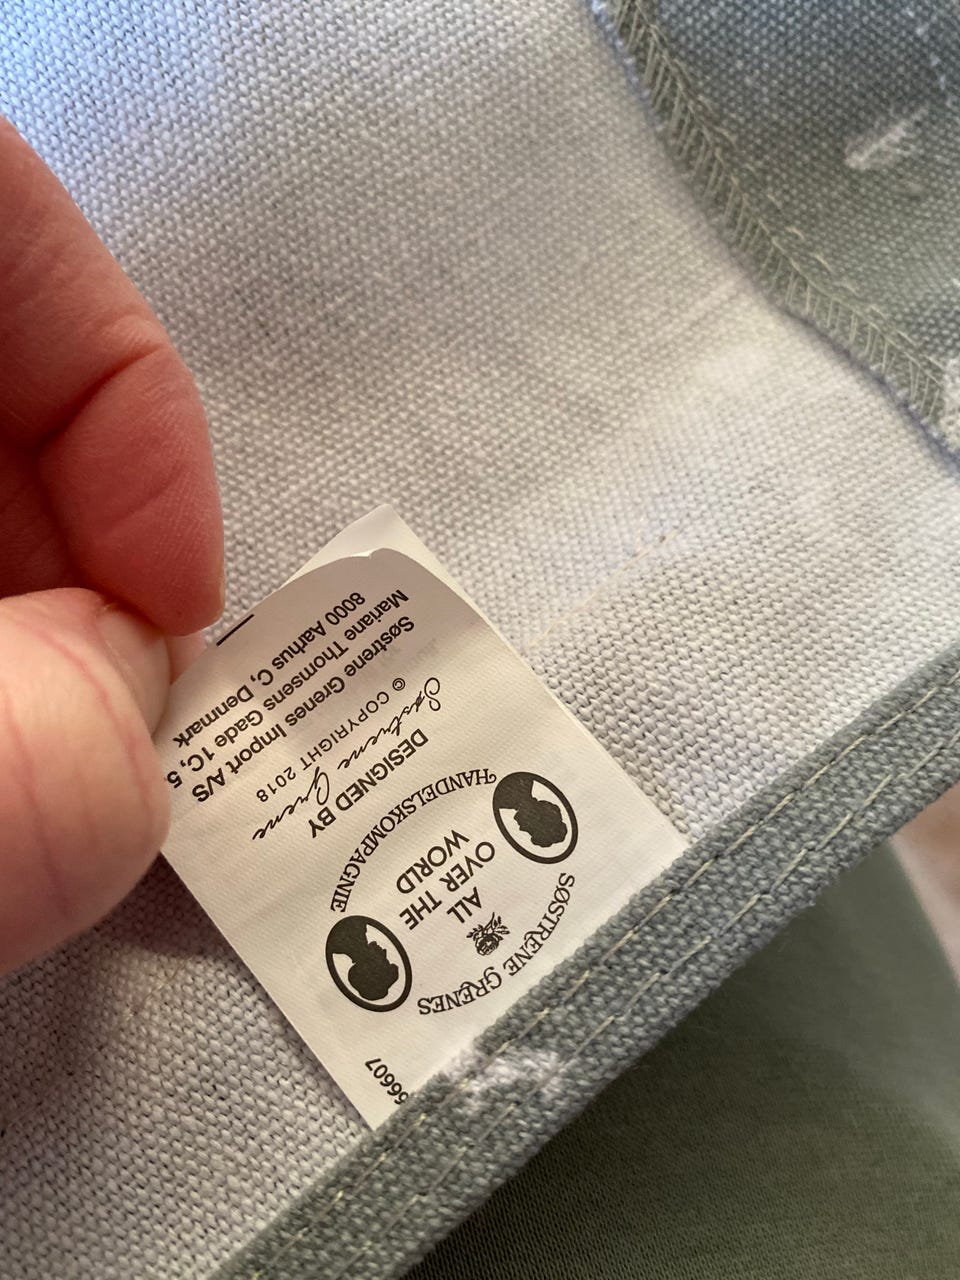 66607
SØSTRENE GRENES
ALL
OVER THE
WORLD
HANDELSKOMPAGNIE
DESIGNED BY
Søstrene Grene
© COPYRIGHT 2018
Søstrene Grenes Import A/S
Mariane Thomsens Gade 1C, 5
8000 Aarhus C, Denmark